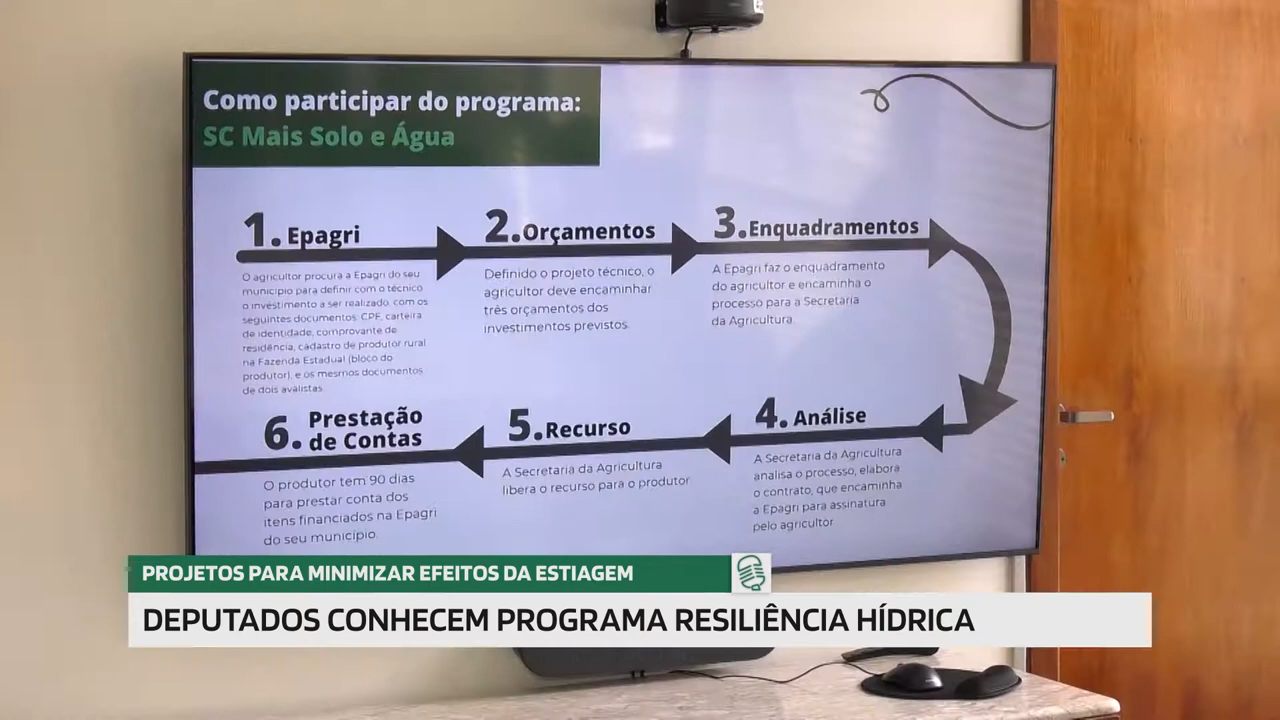 Como participar do programa:
SC Mais Solo e Água
1. Epagri
O agricultor procura a Epagri do seu
município para definir com o técnico
o investimento a ser realizado, com os
seguintes documentos: CPF, carteira
de identidade, comprovante de
residência, cadastro de produtor rural
na Fazenda Estadual (bloco do
produtor), e os mesmos documentos
de dois avalistas.
2. Orçamentos
Definido o projeto técnico, o
agricultor deve encaminhar
três orçamentos dos
investimentos previstos.
3. Enquadramentos
A Epagri faz o enquadramento
do agricultor e encaminha o
processo para a Secretaria
da Agricultura.
4. Análise
A Secretaria da Agricultura
analisa o processo, elabora
o contrato, que encaminha
a Epagri para assinatura
pelo agricultor.
5. Recurso
A Secretaria da Agricultura
libera o recurso para o produtor.
6. Prestação
de Contas
O produtor tem 90 dias
para prestar conta dos
itens financiados na Epagri
do seu município.
PROJETOS PARA MINIMIZAR EFEITOS DA ESTIAGEM
DEPUTADOS CONHECEM PROGRAMA RESILIÊNCIA HÍDRICA